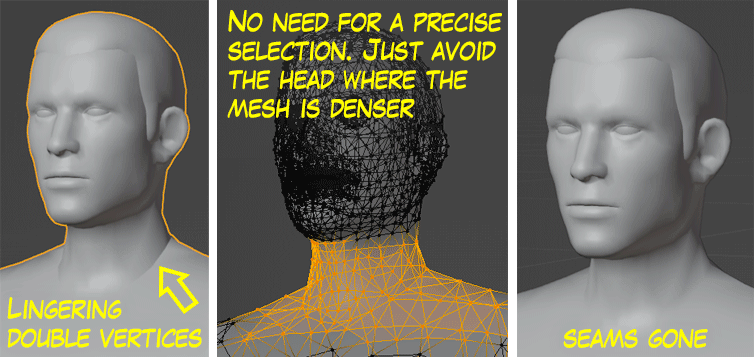 Lingering
double vertices
No need for a precise
selection. Just avoid
the head where the
mesh is denser
seams gone